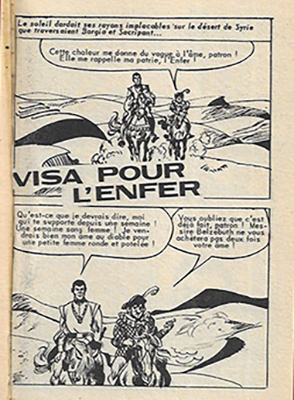 Le soleil dardait ses rayons implacables sur le désert de Syrie
que traversaient Borgia et Sacripant...
Cette chaleur me donne du vague à l'âme, patron !
Elle me rappelle ma patrie, l'Enfer !
VISA POUR
L'ENFER
Qu'est-ce que je devrais dire, moi
qui te supporte depuis une semaine !
Une semaine sans femme ! Je ven-
drais bien mon âme au diable pour
une petite femme ronde et potelée !
Vous oubliez que c'est
déjà fait, patron ! Mes-
sire Belzébuth ne vous
achètera pas deux fois
votre âme !